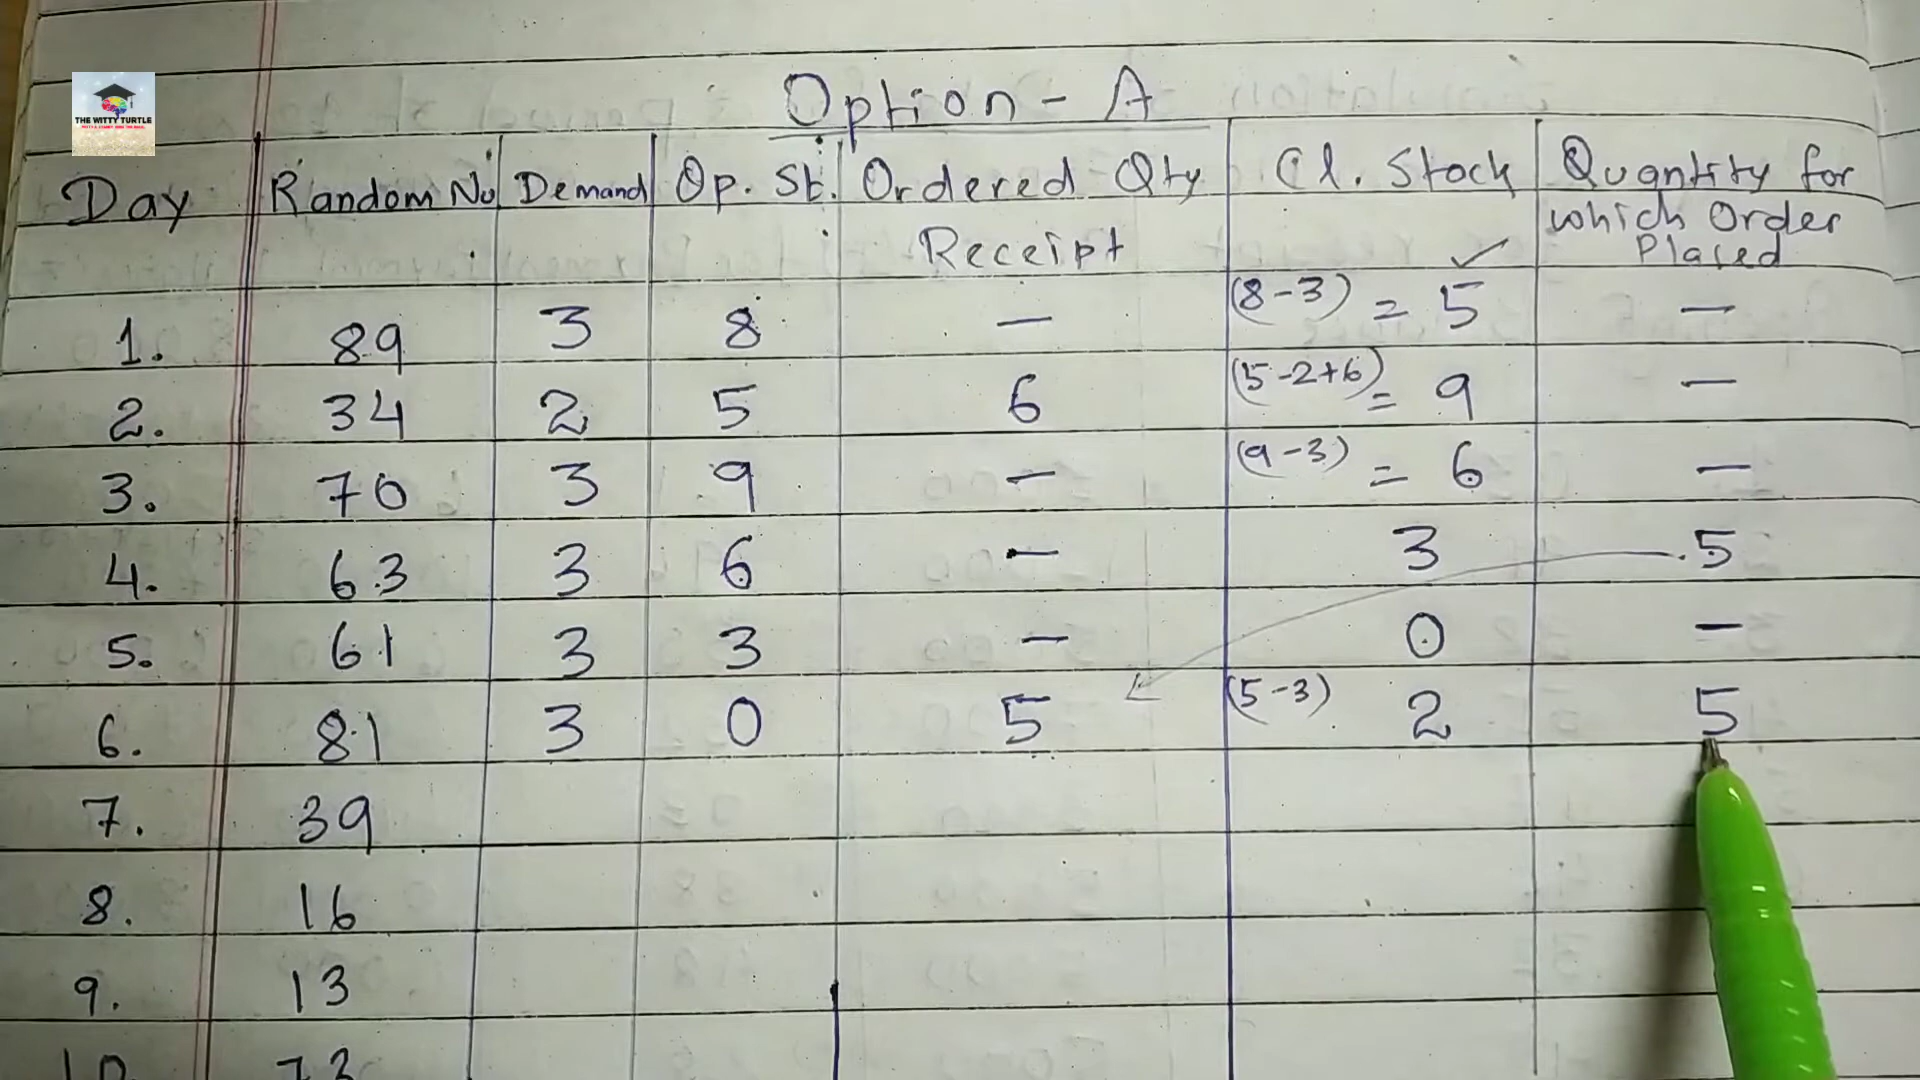 Option - A
Day Random No Demand Op. St. Ordered Qty Receipt Cl. Stock Quantity for which Order Placed
1. 89 3 8 — (8-3) = 5 ✓ —
2. 34 2 5 6 (5-2+6) = 9 —
3. 70 3 9 — (9-3) = 6 —
4. 63 3 6 — 3 5
5. 61 3 3 — 0 —
6. 81 3 0 5 (5-3) 2 5
7. 39
8. 16
9. 13
10 73
THE WITTY TURTLE